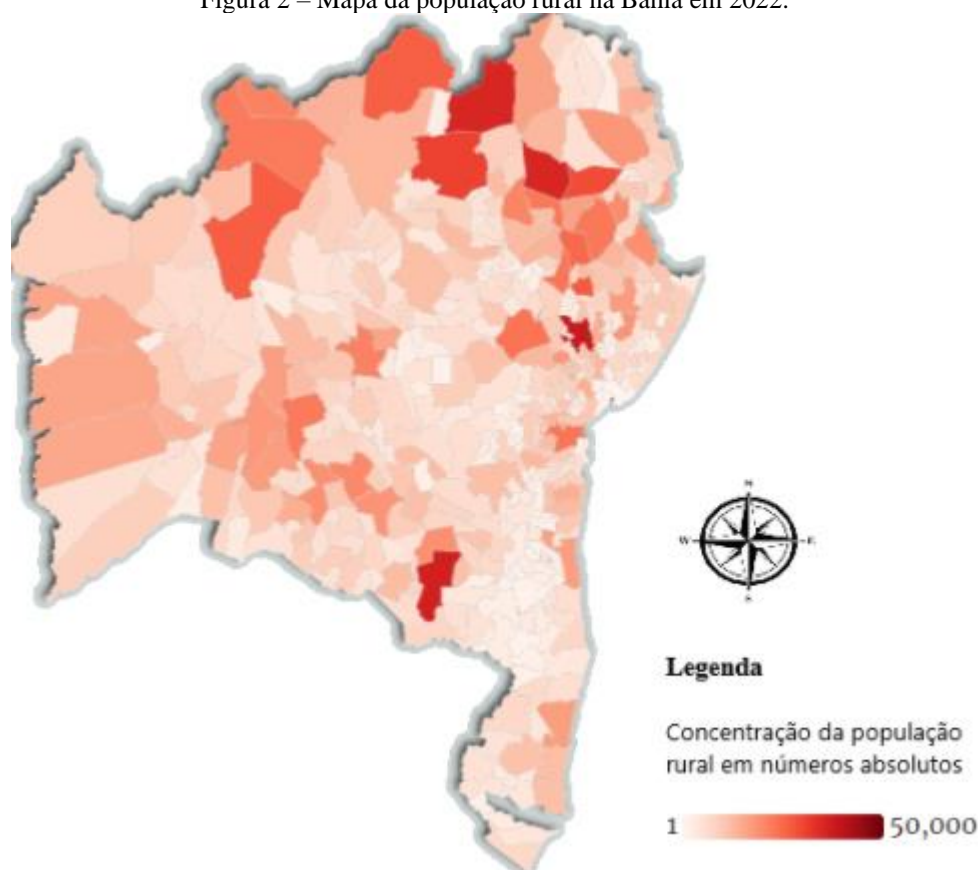 Figura 2 – Mapa da população rural na Bahia em 2022.
N
W
E
S
Legenda
Concentração da população
rural em números absolutos
1
50,000